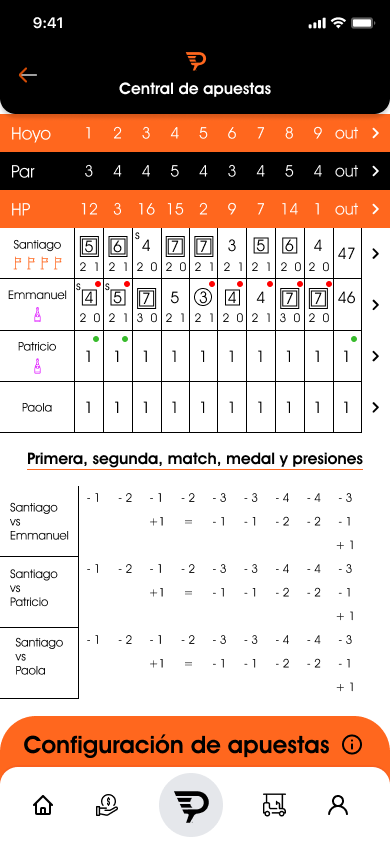 9:41
Central de apuestas
Hoyo 1 2 3 4 5 6 7 8 9 out
Par 3 4 4 5 4 3 4 5 4 out
HP 12 3 16 15 2 9 7 14 1 out
Santiago 5 6 S 4 7 7 3 5 6 4 47
2 1 2 1 2 0 2 0 2 1 2 1 2 1 2 0 2 1
Emmanuel S 4 S 5 7 5 3 4 4 7 7 46
2 0 2 1 3 0 2 1 2 1 2 0 2 1 3 0 2 0
Patricio 1 1 1 1 1 1 1 1 1 1
Paola 1 1 1 1 1 1 1 1 1 1
Primera, segunda, match, medal y presiones
Santiago
vs
Emmanuel
- 1 - 2 - 1 - 2 - 3 - 3 - 4 - 4 - 3
+1 = - 1 - 1 - 2 - 2 - 1
+ 1
Santiago
vs
Patricio
- 1 - 2 - 1 - 2 - 3 - 3 - 4 - 4 - 3
+1 = - 1 - 1 - 2 - 2 - 1
+ 1
Santiago
vs
Paola
- 1 - 2 - 1 - 2 - 3 - 3 - 4 - 4 - 3
+1 = - 1 - 1 - 2 - 2 - 1
+ 1
Configuración de apuestas